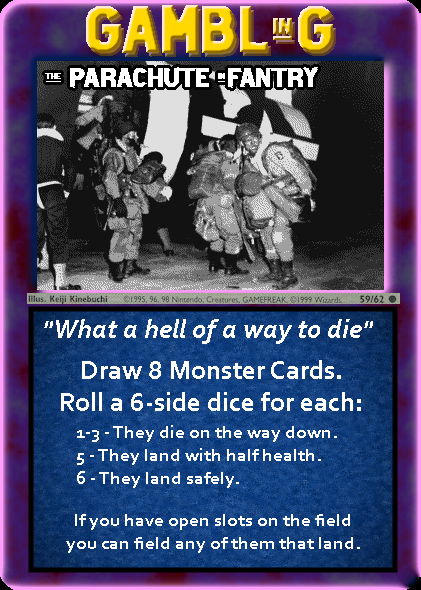 GAMBLinG
THE PARACHUTE inFANTRY
Illus. Keiji Kinebuchi ©1995, 96, 98 Nintendo, Creatures, GAMEFREAK. ©1999 Wizards. 59/62 ●
"What a hell of a way to die"
Draw 8 Monster Cards.
Roll a 6-side dice for each:
1-3 - They die on the way down.
5 - They land with half health.
6 - They land safely.
If you have open slots on the field
you can field any of them that land.